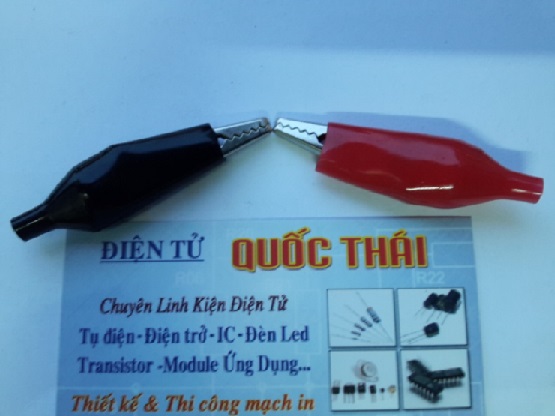 ĐIỆN TỬ QUỐC THÁI
Chuyên Linh Kiện Điện Tử
Tụ điện-Điện trở-IC-Đèn Led
Transistor -Module Ứng Dụng...
Thiết kế & Thi công mạch in
R22